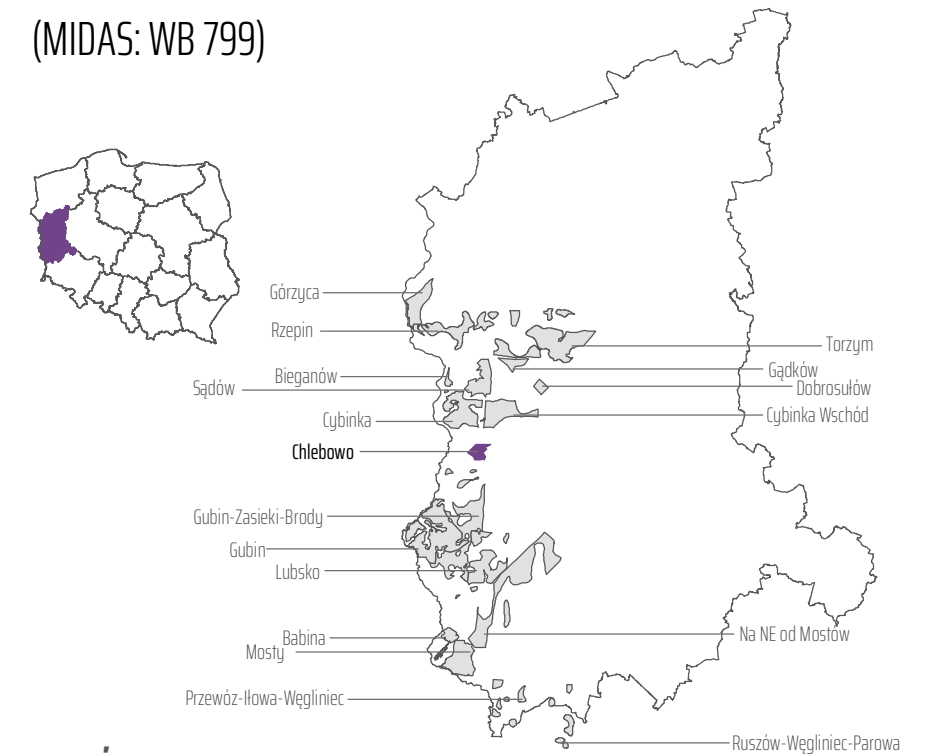 (MIDAS: WB 799)
Górzyca
Rzepin
Torzym
Gądków
Bieganów
Sądów
Dobrosułów
Cybinka
Cybinka Wschód
Chlebowo
Gubin-Zasieki-Brody
Gubin
Lubsko
Babina
Na NE od Mostów
Mosty
Przewóz-Iłowa-Węgliniec
Ruszów-Węgliniec-Parowa